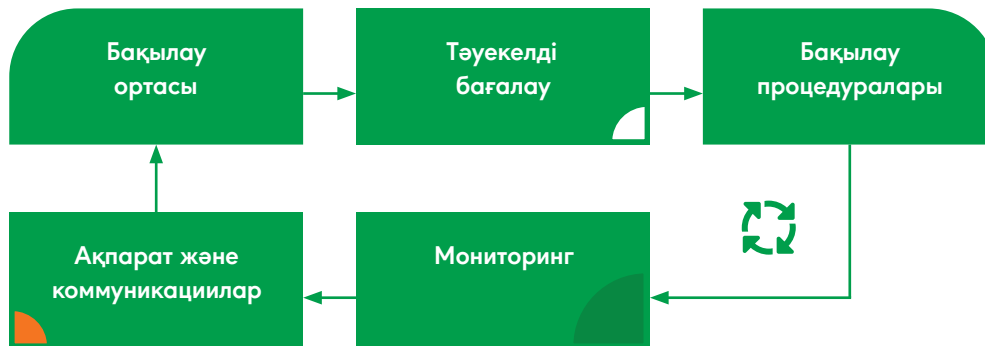 Бақылау
ортасы
Тәуекелді
бағалау
Бақылау
процедуралары
Ақпарат және
коммуникациилар
Мониторинг